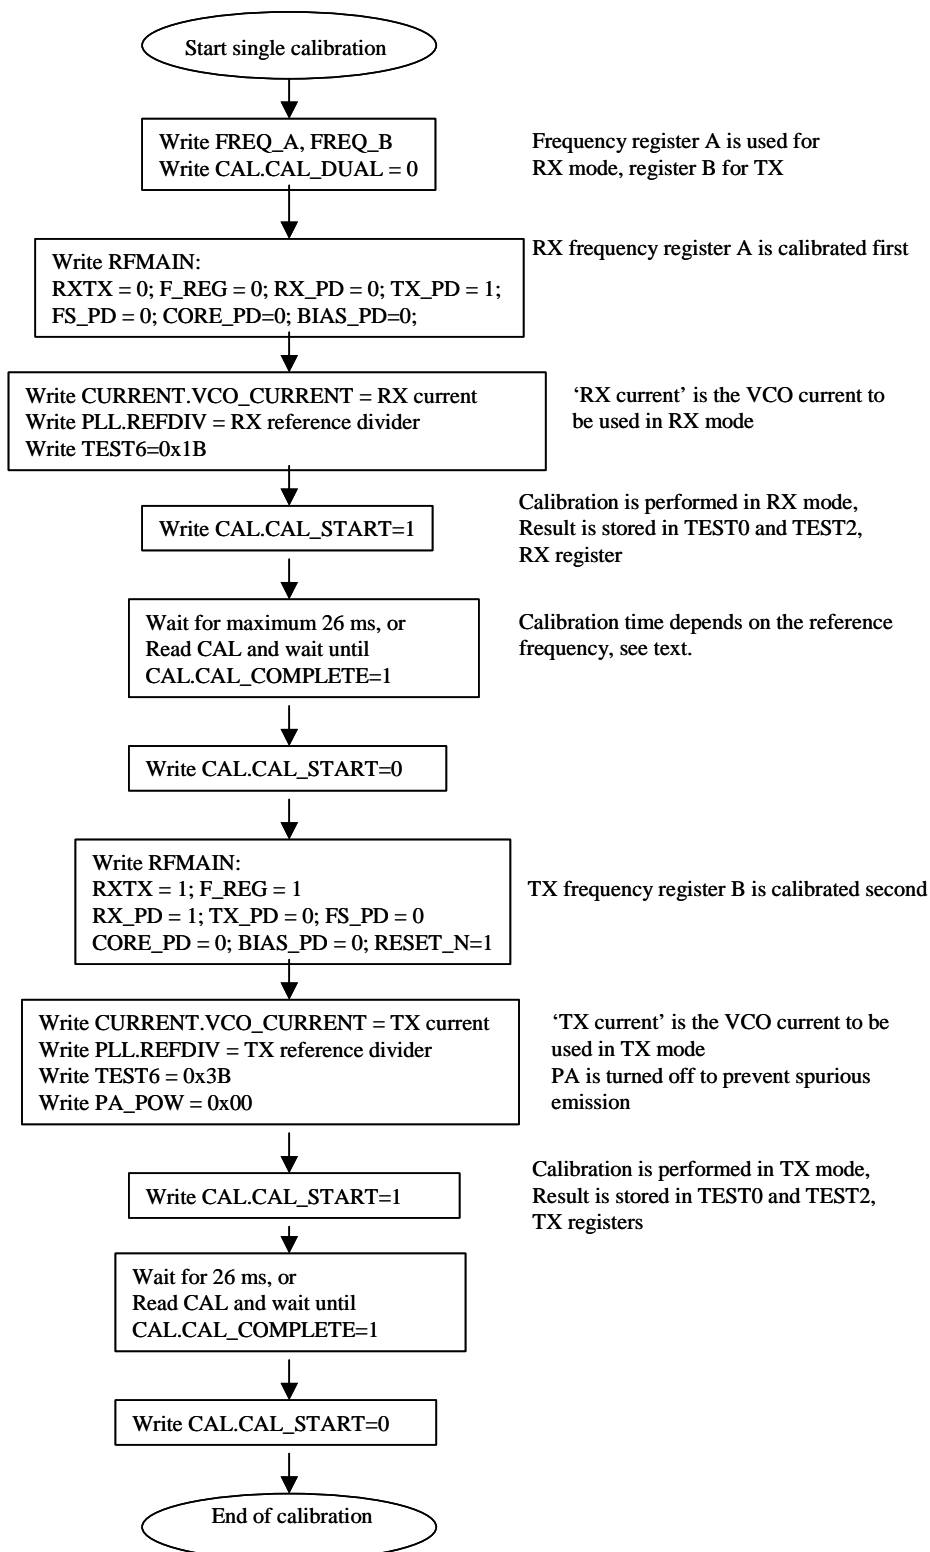 Start single calibration
Write FREQ_A, FREQ_B
Write CAL.CAL_DUAL = 0
Frequency register A is used for
RX mode, register B for TX
RX frequency register A is calibrated first
Write RFMAIN:
RXTX = 0; F_REG = 0; RX_PD = 0; TX_PD = 1;
FS_PD = 0; CORE_PD=0; BIAS_PD=0;
Write CURRENT.VCO_CURRENT = RX current
Write PLL.REFDIV = RX reference divider
Write TEST6=0x1B
‘RX current’ is the VCO current to
be used in RX mode
Write CAL.CAL_START=1
Calibration is performed in RX mode,
Result is stored in TEST0 and TEST2,
RX register
Wait for maximum 26 ms, or
Read CAL and wait until
CAL.CAL_COMPLETE=1
Calibration time depends on the reference
frequency, see text.
Write CAL.CAL_START=0
Write RFMAIN:
RXTX = 1; F_REG = 1
RX_PD = 1; TX_PD = 0; FS_PD = 0
CORE_PD = 0; BIAS_PD = 0; RESET_N=1
TX frequency register B is calibrated second
Write CURRENT.VCO_CURRENT = TX current
Write PLL.REFDIV = TX reference divider
Write TEST6 = 0x3B
Write PA_POW = 0x00
‘TX current’ is the VCO current to be
used in TX mode
PA is turned off to prevent spurious
emission
Write CAL.CAL_START=1
Calibration is performed in TX mode,
Result is stored in TEST0 and TEST2,
TX registers
Wait for 26 ms, or
Read CAL and wait until
CAL.CAL_COMPLETE=1
Write CAL.CAL_START=0
End of calibration